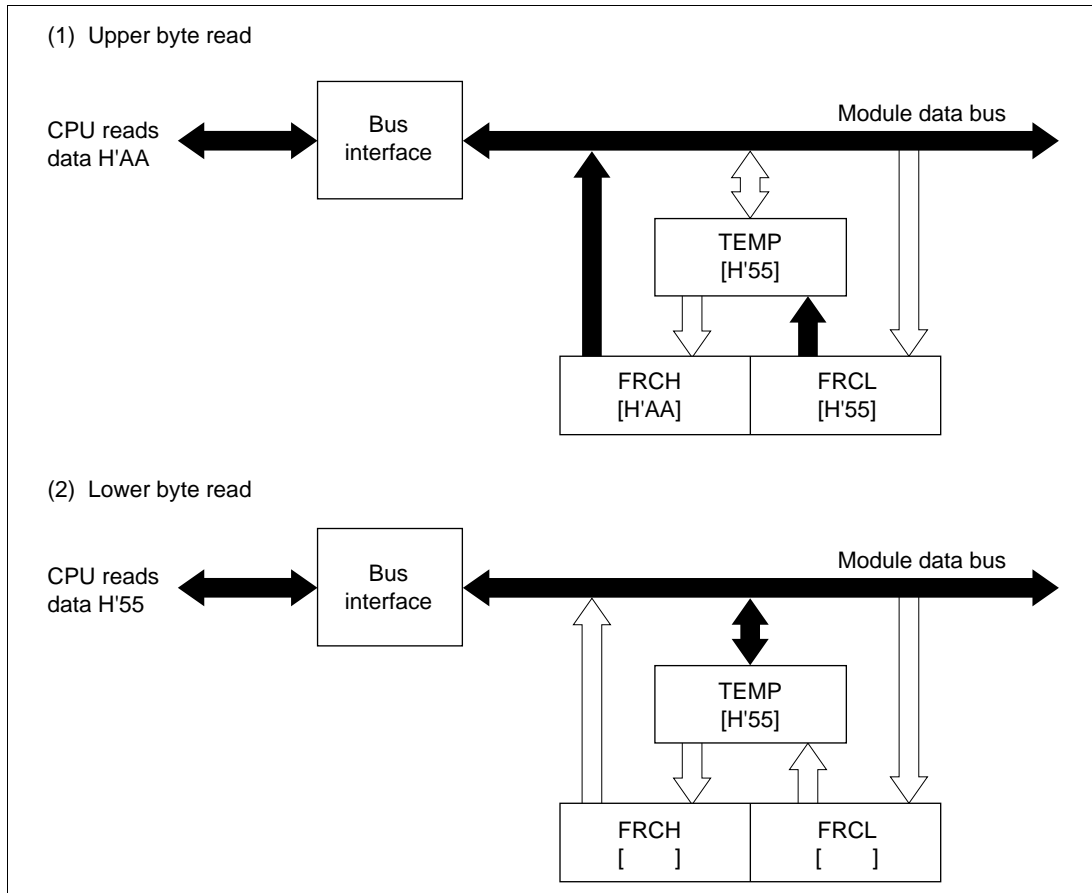 (1) Upper byte read
CPU reads
data H'AA
Bus
interface
Module data bus
TEMP
[H'55]
FRCH
[H'AA]
FRCL
[H'55]
(2) Lower byte read
CPU reads
data H'55
Bus
interface
Module data bus
TEMP
[H'55]
FRCH
[ ]
FRCL
[ ]